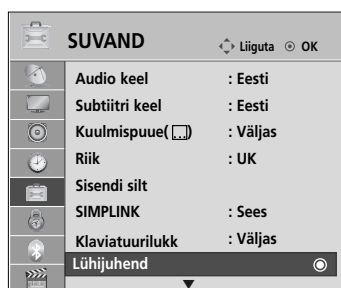 SUVAND Liiguta OK
Audio keel : Eesti
Subtiitri keel : Eesti
Kuulmispuue( ) : Väljas
Riik : UK
Sisendi silt
SIMPLINK : Sees
Klaviatuurilukk : Väljas
Lühijuhend